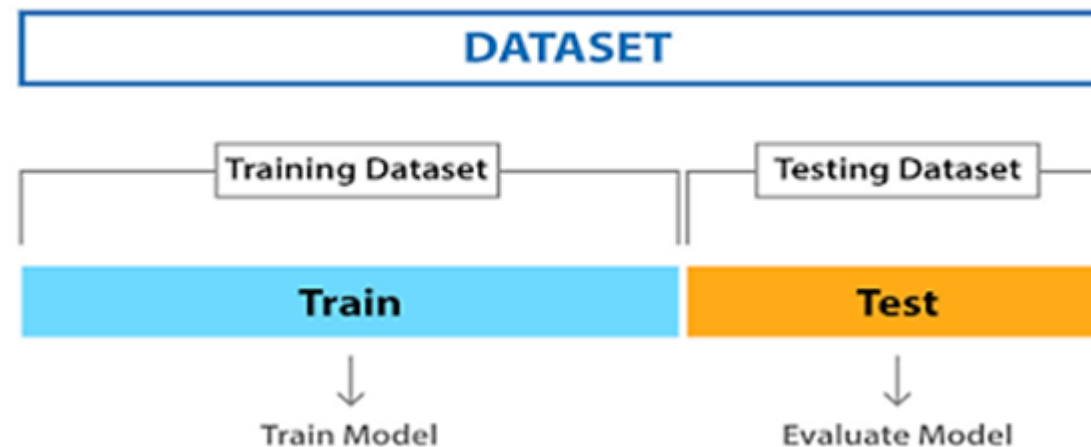 DATASET
Training Dataset
Testing Dataset
Train
Test
Train Model
Evaluate Model